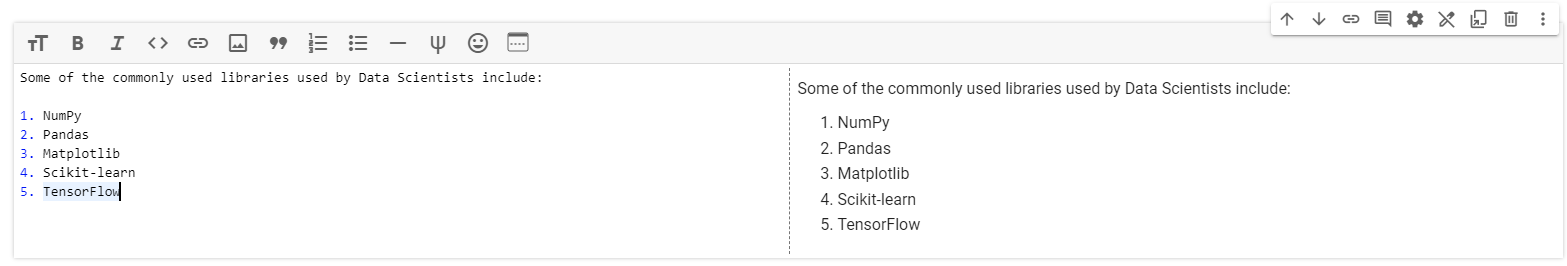 Some of the commonly used libraries used by Data Scientists include:
1. NumPy
2. Pandas
3. Matplotlib
4. Scikit-learn
5. TensorFlow
Some of the commonly used libraries used by Data Scientists include:
1. NumPy
2. Pandas
3. Matplotlib
4. Scikit-learn
5. TensorFlow